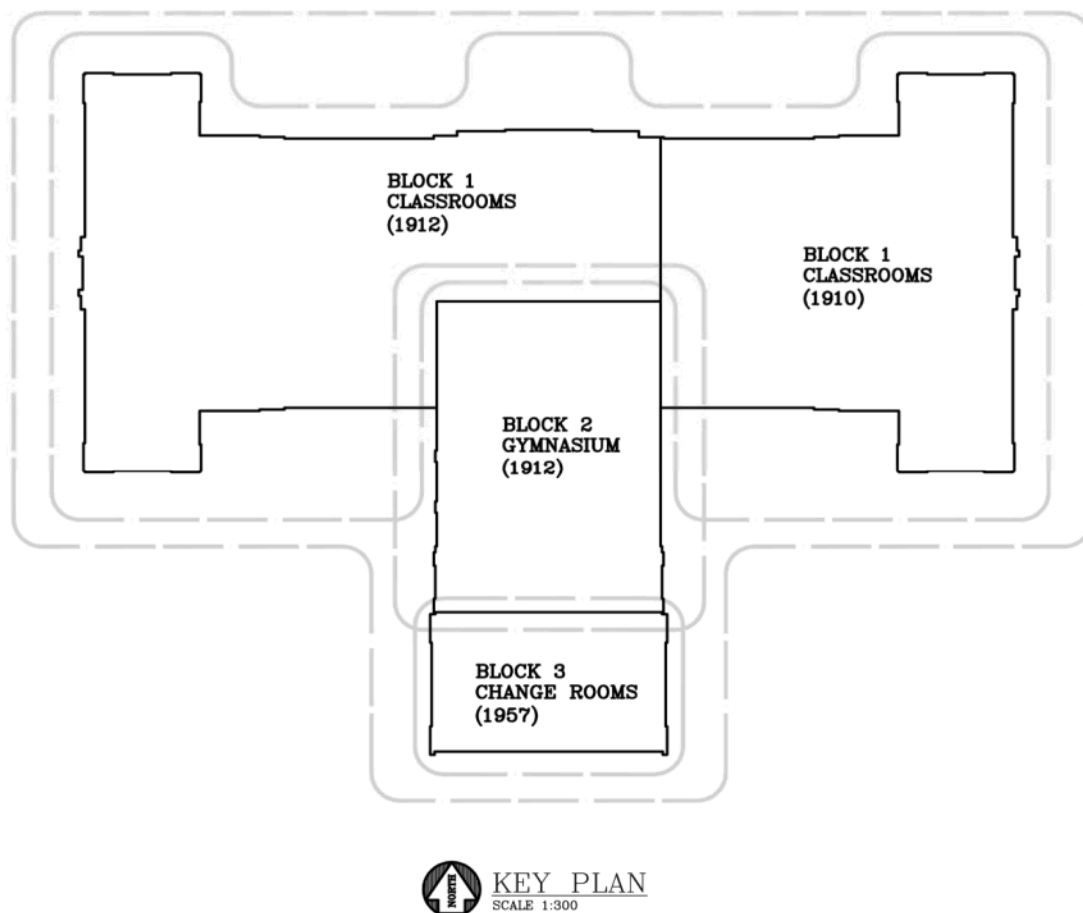 BLOCK 1
CLASSROOMS
(1912)
BLOCK 1
CLASSROOMS
(1910)
BLOCK 2
GYMNASIUM
(1912)
BLOCK 3
CHANGE ROOMS
(1957)
NORTH
KEY PLAN
SCALE 1:300